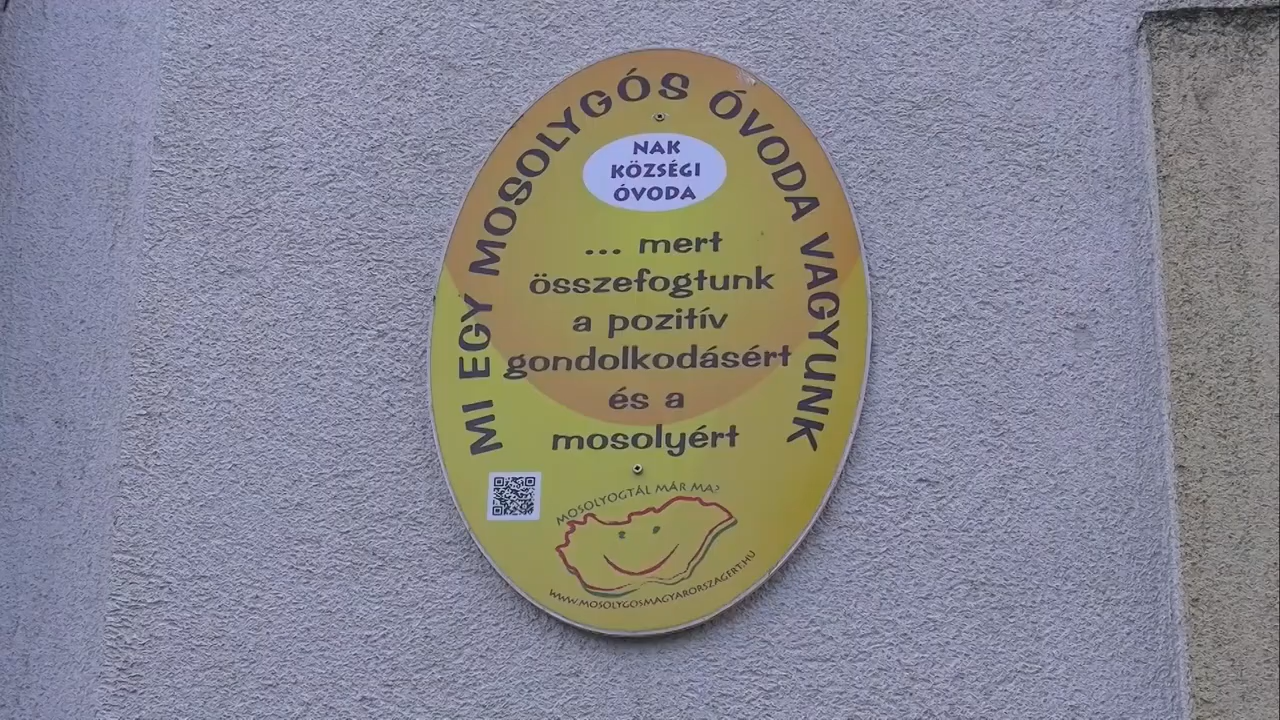 MI EGY MOSOLYGÓS ÓVODA VAGYUNK
NAK
KÖZSÉGI
ÓVODA
... mert
összefogtunk
a pozitív
gondolkodásért
és a
mosolyért
MOSOLYOGTÁL MÁR MA?
WWW.MOSOLYGOSMAGYARORSZAGERT.HU